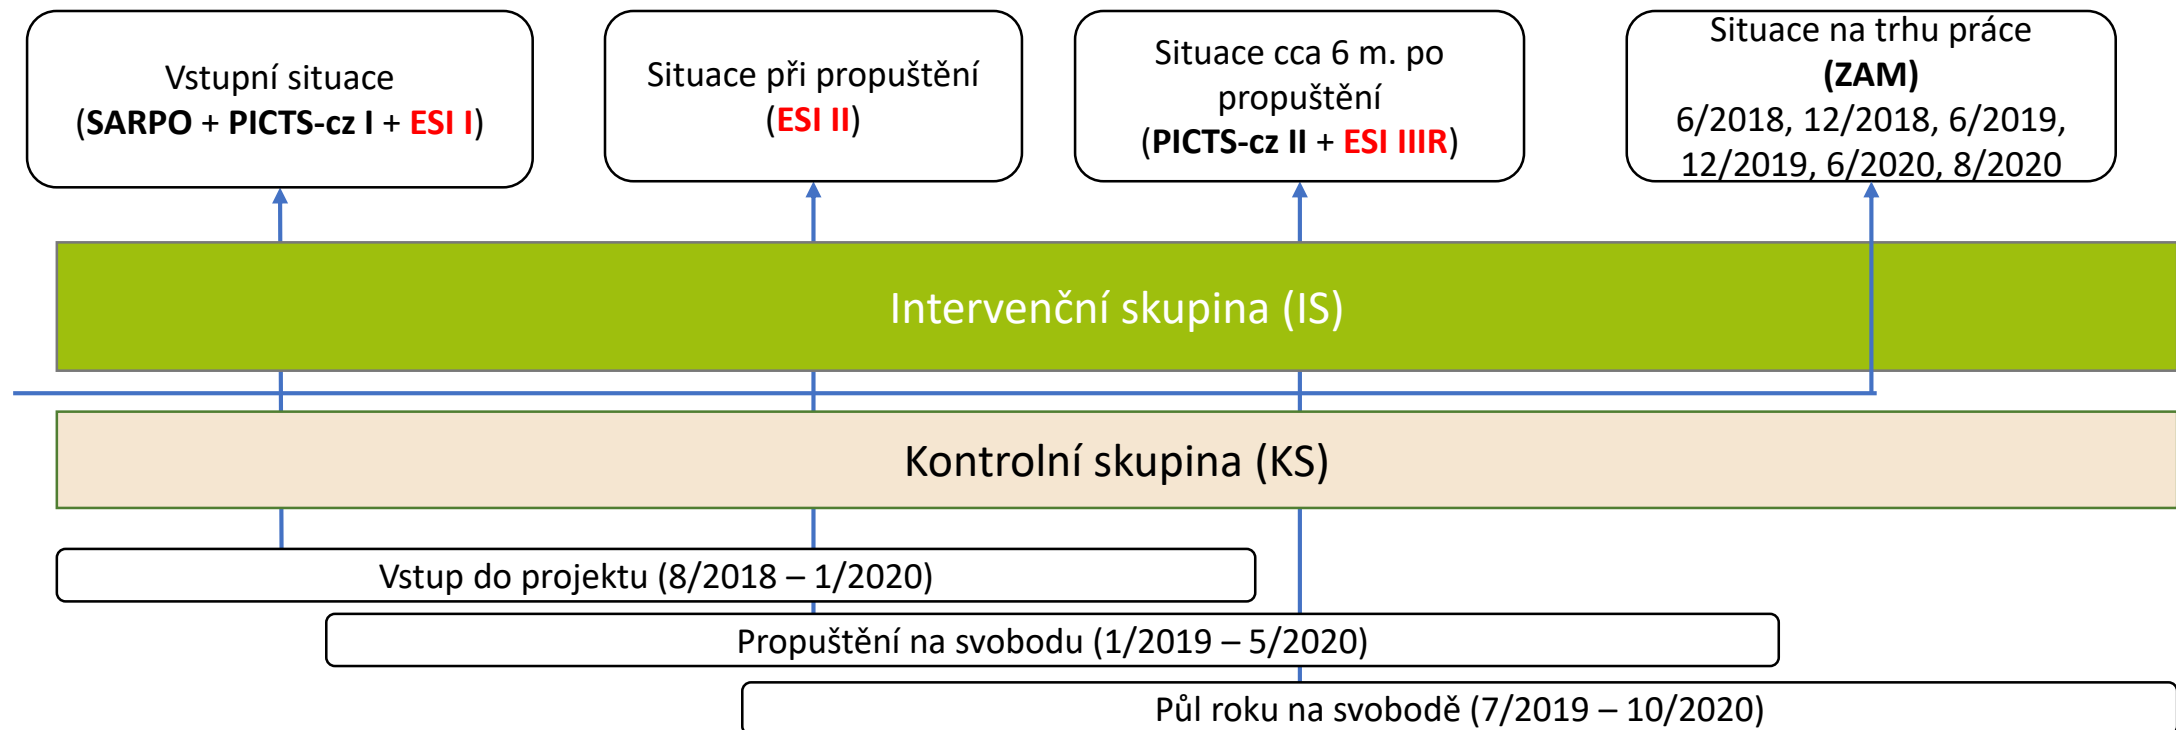 Vstupní situace
(SARPO + PICTS-cz I + ESI I)
Situace při propuštění
(ESI II)
Situace cca 6 m. po
propuštění
(PICTS-cz II + ESI IIIR)
Situace na trhu práce
(ZAM)
6/2018, 12/2018, 6/2019,
12/2019, 6/2020, 8/2020
Intervenční skupina (IS)
Kontrolní skupina (KS)
Vstup do projektu (8/2018 – 1/2020)
Propuštění na svobodu (1/2019 – 5/2020)
Půl roku na svobodě (7/2019 – 10/2020)